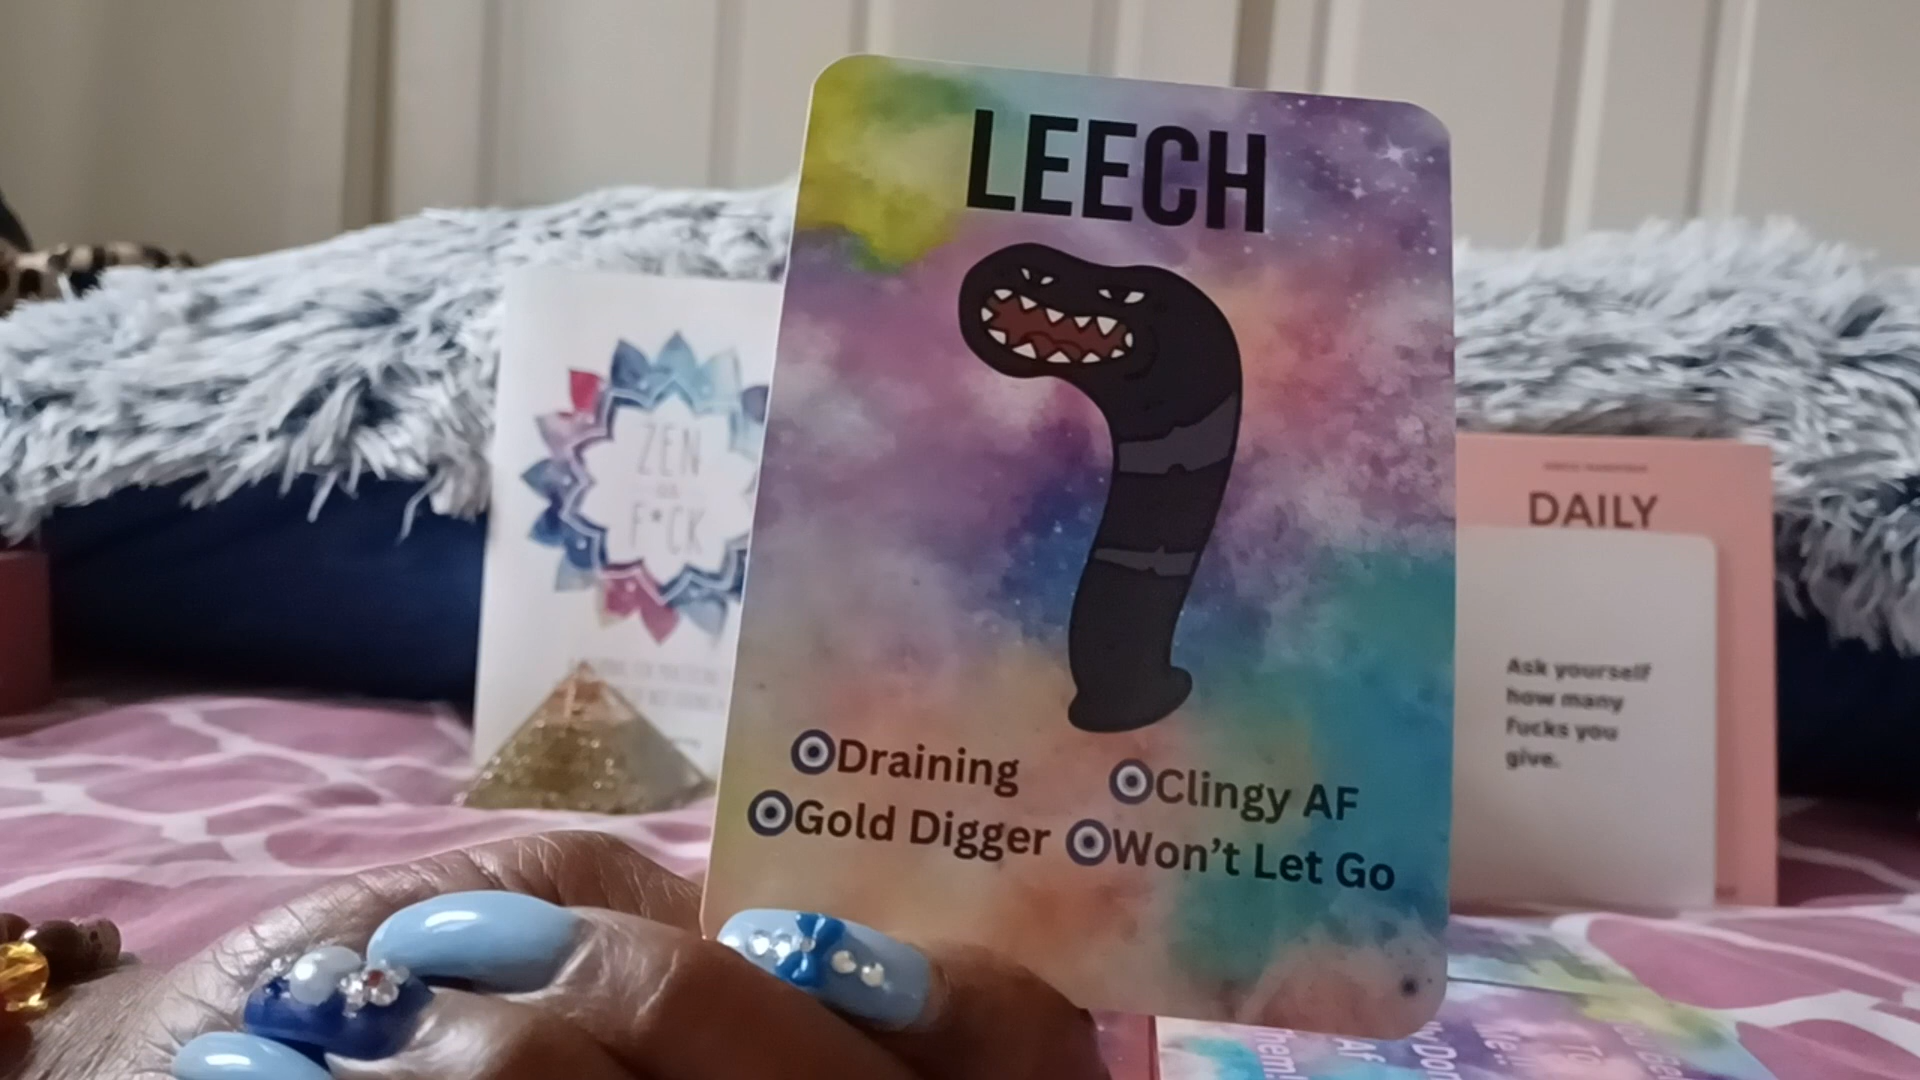 LEECH
Draining
Clingy AF
Gold Digger
Won't Let Go
ZEN
F*CK
DAILY
Ask yourself
how many
fucks you
give.